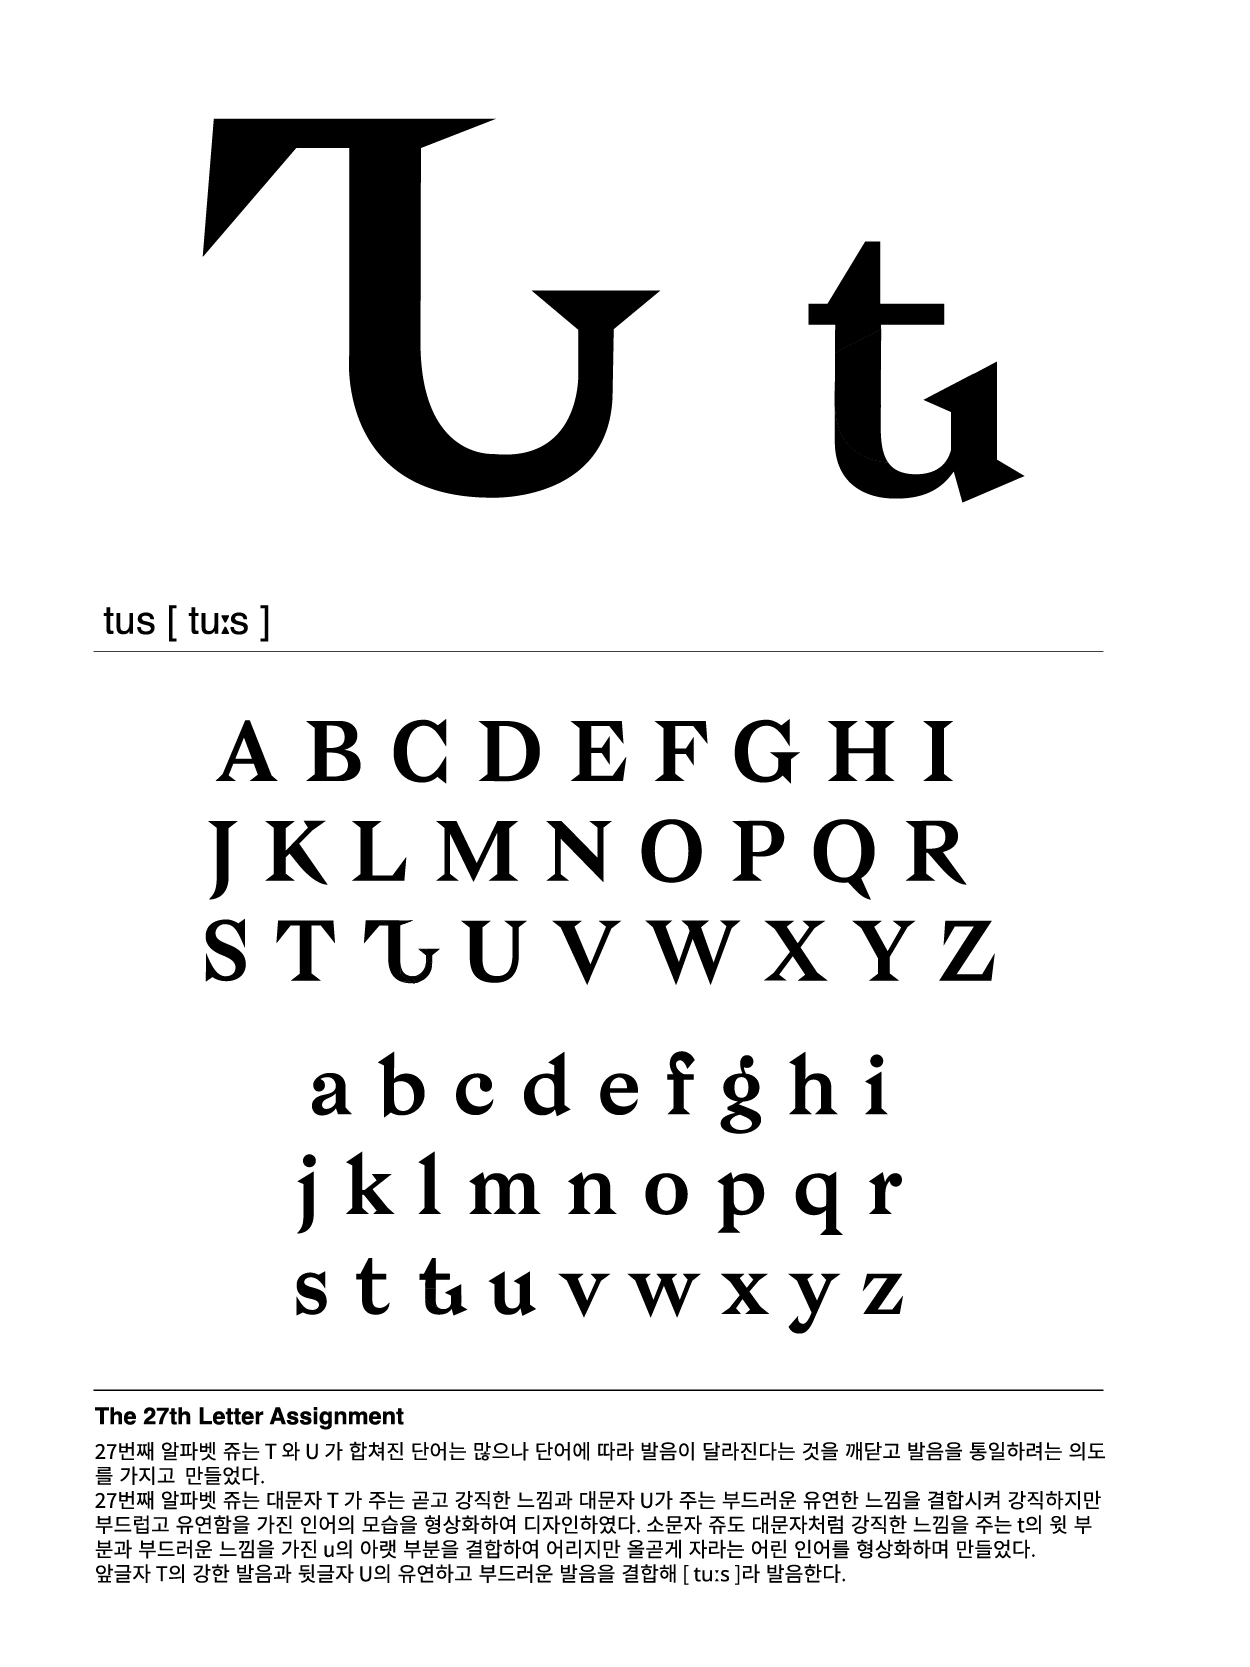 tus [ tu:s ]
A B C D E F G H I
J K L M N O P Q R
S T U V W X Y Z
a b c d e f g h i
j k l m n o p q r
s t u v w x y z
The 27th Letter Assignment
27번째 알파벳 쥬는 T 와 U 가 합쳐진 단어는 많으나 단어에 따라 발음이 달라진다는 것을 깨닫고 발음을 통일하려는 의도
를 가지고 만들었다.
27번째 알파벳 쥬는 대문자 T 가 주는 곧고 강직한 느낌과 대문자 U가 주는 부드러운 유연한 느낌을 결합시켜 강직하지만
부드럽고 유연함을 가진 인어의 모습을 형상화하여 디자인하였다. 소문자 쥬도 대문자처럼 강직한 느낌을 주는 t의 윗 부
분과 부드러운 느낌을 가진 u의 아랫 부분을 결합하여 어리지만 올곧게 자라는 어린 인어를 형상화하며 만들었다.
앞글자 T의 강한 발음과 뒷글자 U의 유연하고 부드러운 발음을 결합해 [ tu:s ]라 발음한다.